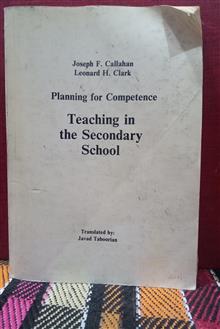 Joseph F. Callahan
Leonard H. Clark
Planning for Competence
Teaching in
the Secondary
School
Translated by:
Javad Taboorian